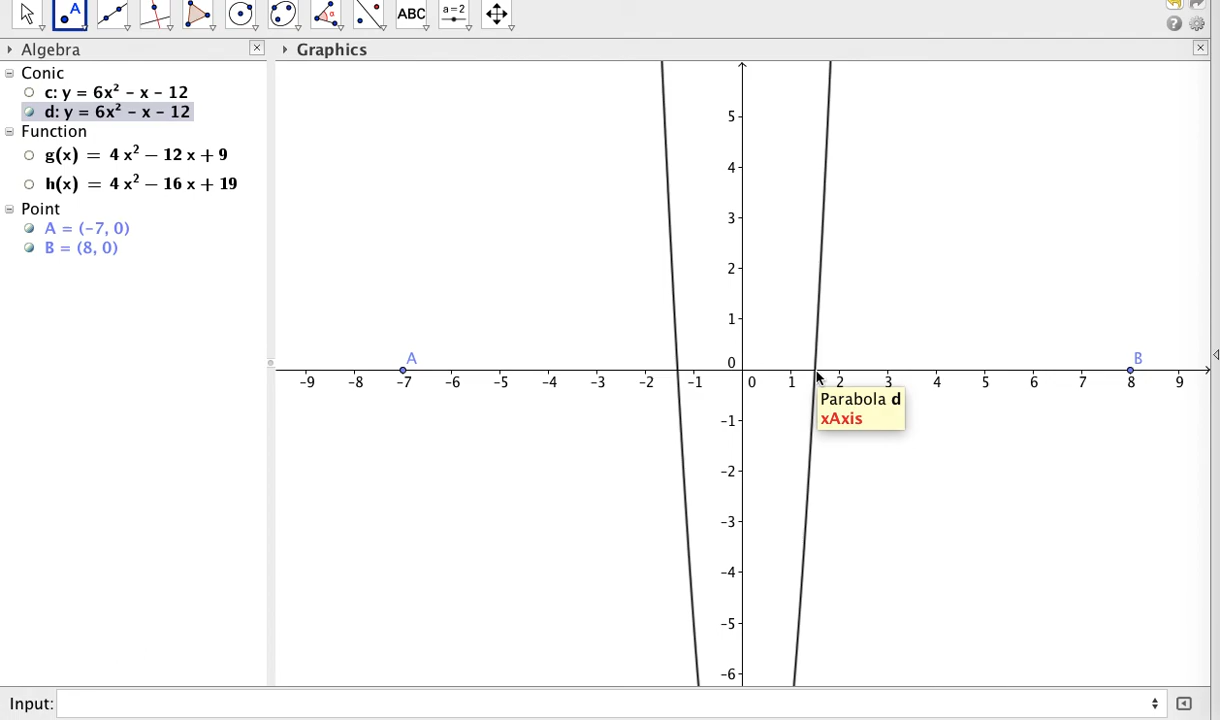 A
ABC
a=2
Algebra
Graphics
Conic
c: y = 6x² – x – 12
d: y = 6x² – x – 12
Function
g(x) = 4 x² – 12 x + 9
h(x) = 4 x² – 16 x + 19
Point
A = (–7, 0)
B = (8, 0)
5
4
3
2
1
0
A
B
-9 -8 -7 -6 -5 -4 -3 -2 -1 0 1 2 3 4 5 6 7 8 9
Parabola d
xAxis
-1
-2
-3
-4
-5
-6
Input: